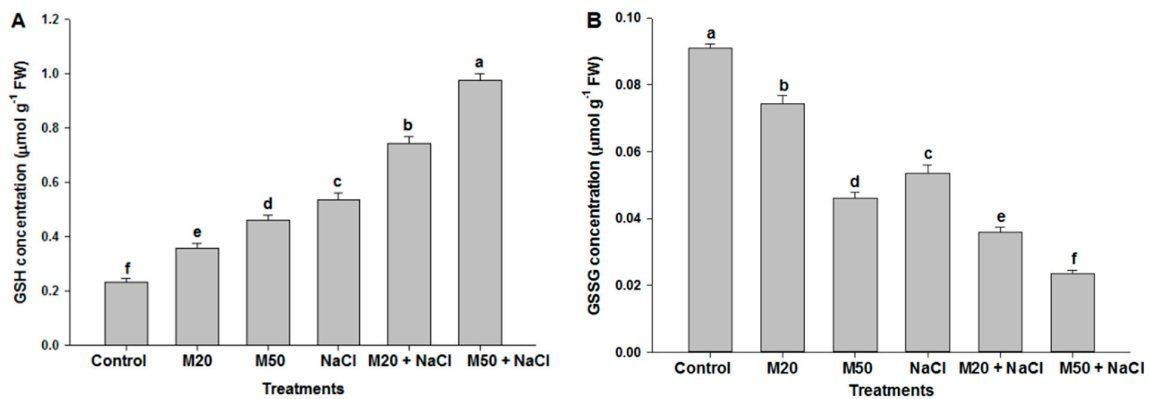 A
GSH concentration (μmol g⁻¹ FW)
1.2
1.0
0.8
0.6
0.4
0.2
0.0
f
e
d
c
b
a
Control M20 M50 NaCl M20 + NaCl M50 + NaCl
Treatments
B
GSSG concentration (μmol g⁻¹ FW)
0.10
0.08
0.06
0.04
0.02
0.00
a
b
d
c
e
f
Control M20 M50 NaCl M20 + NaCl M50 + NaCl
Treatments